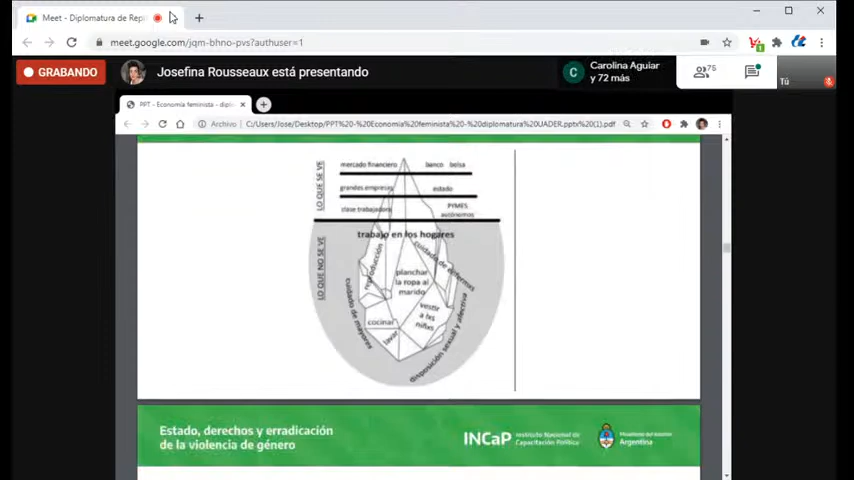 Meet - Diplomatura de Rep
meet.google.com/jqm-bhno-pvs?authuser=1
GRABANDO
Josefina Rousseaux está presentando
C
Carolina Aguiar
y 72 más
75
Tú
PPT - Economía feminista - dipl
Archivo
C:/Users/Jose/Desktop/PPT%20-%20Economia%20feminista%20-%20diplomatura%20UADER.pptx%20(1).pdf
LO QUE SE VE
mercado financiero
banco
bolsa
grandes empresas
estado
clase trabajadora
PYMES
autónomos
LO QUE NO SE VE
trabajo en los hogares
reproducción
cuidado de enfermxs
planchar
la ropa al
marido
cuidado de mayores
vestir
a lxs
niñxs
cocinar
lavar
disposición sexual y afectiva
Estado, derechos y erradicación
de la violencia de género
INCaP
Instituto Nacional de
Capacitación Política
Ministerio del Interior
Argentina